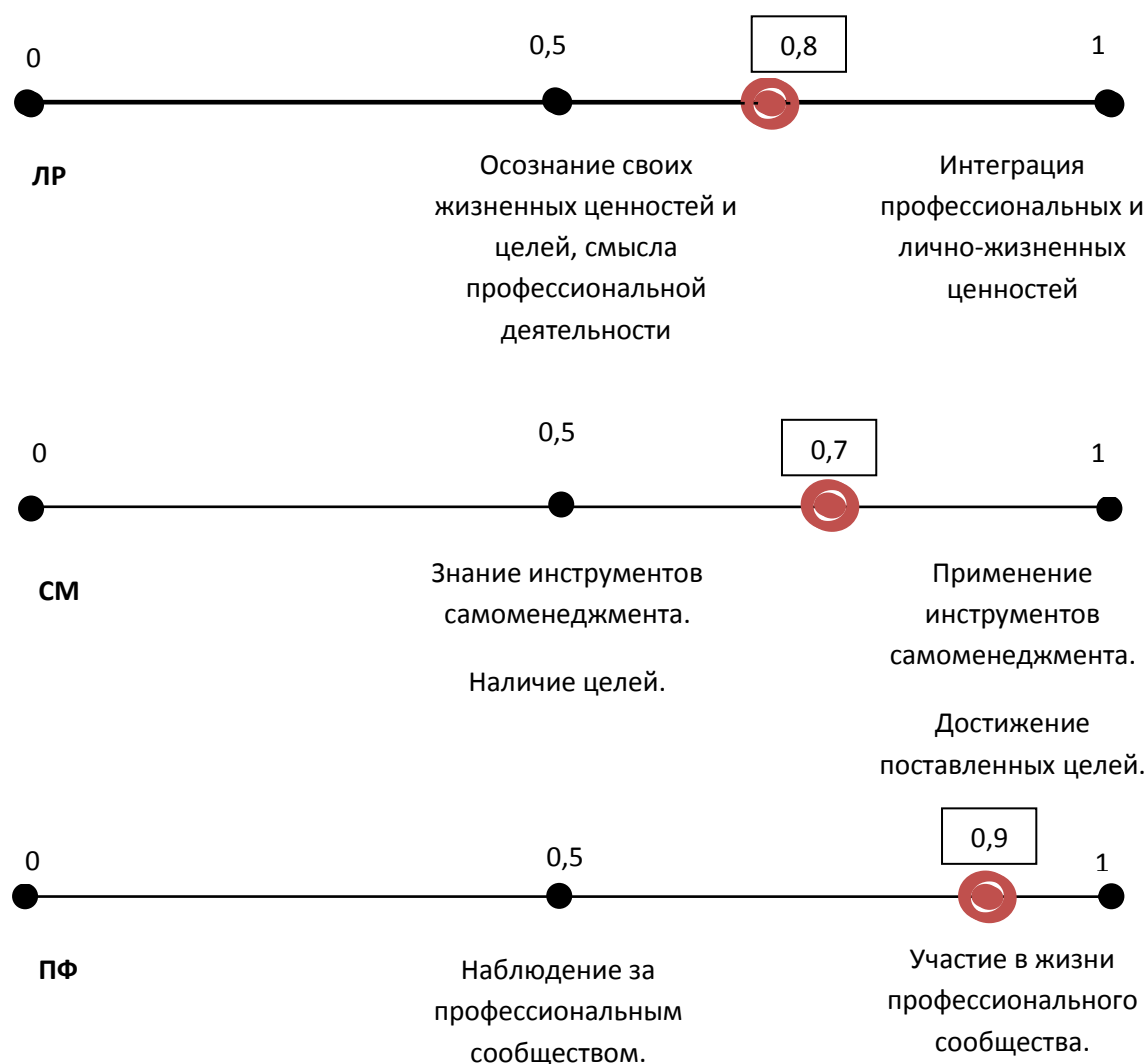 0
0,5
0,8
1
ЛР
Осознание своих
жизненных ценностей и
целей, смысла
профессиональной
деятельности
Интеграция
профессиональных и
лично-жизненных
ценностей
0
0,5
0,7
1
СМ
Знание инструментов
самоменеджмента.
Наличие целей.
Применение
инструментов
самоменеджмента.
Достижение
поставленных целей.
0
0,5
0,9
1
ПФ
Наблюдение за
профессиональным
сообществом.
Участие в жизни
профессионального
сообщества.